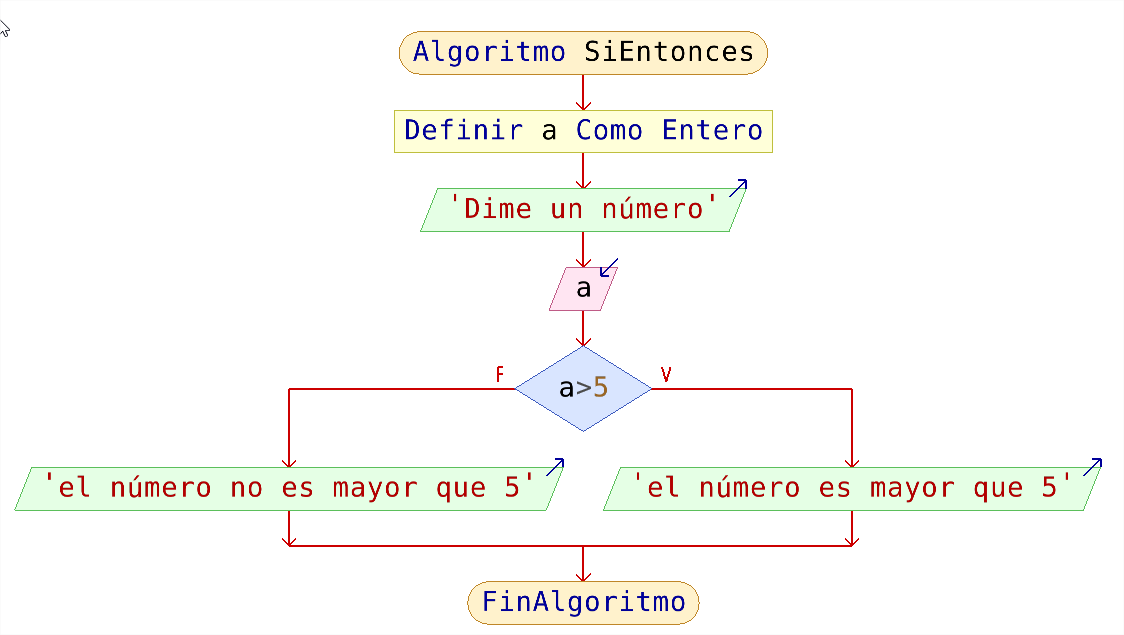 Algoritmo SiEntonces
Definir a Como Entero
'Dime un número'
a
F
V
a>5
'el número no es mayor que 5'
'el número es mayor que 5'
FinAlgoritmo